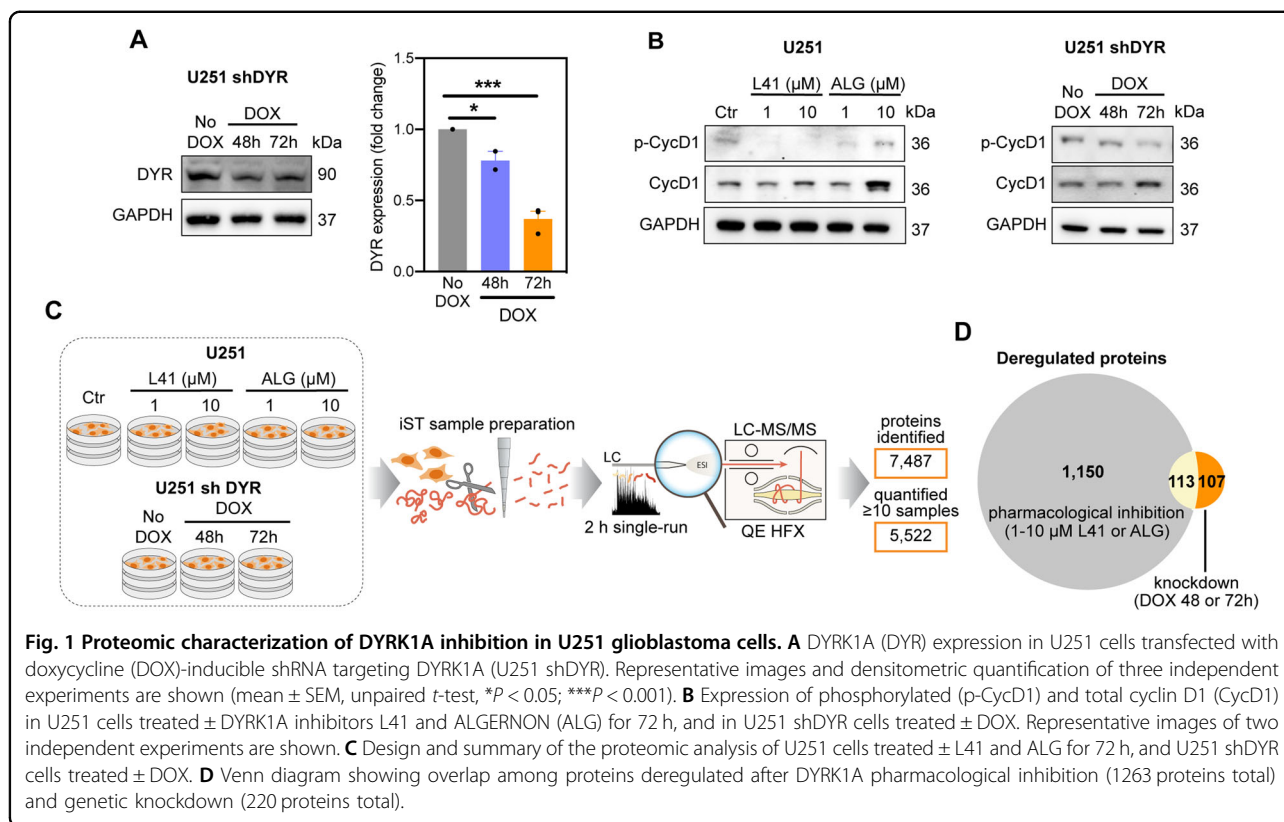 A
U251 shDYR
No DOX
DOX
48h 72h kDa
DYR 90
GAPDH 37
DYR expression (fold change)
1.5
1.0
0.5
0.0
***
*
No DOX
48h 72h
DOX
B
U251
L41 (µM) ALG (µM)
Ctr 1 10 1 10 kDa
p-CycD1 36
CycD1 36
GAPDH 37
U251 shDYR
No DOX
DOX
48h 72h kDa
p-CycD1 36
CycD1 36
GAPDH 37
C
U251
L41 (µM) ALG (µM)
Ctr
1 10 1 10
U251 sh DYR
No DOX
DOX
48h 72h
iST sample preparation
LC-MS/MS
LC
ESI
2 h single-run
QE HFX
proteins identified
7,487
quantified ≥10 samples
5,522
D
Deregulated proteins
1,150
113 107
pharmacological inhibition
(1-10 µM L41 or ALG)
knockdown
(DOX 48 or 72h)
Fig. 1 Proteomic characterization of DYRK1A inhibition in U251 glioblastoma cells. A DYRK1A (DYR) expression in U251 cells transfected with
doxycycline (DOX)-inducible shRNA targeting DYRK1A (U251 shDYR). Representative images and densitometric quantification of three independent
experiments are shown (mean ± SEM, unpaired t-test, *P < 0.05; ***P < 0.001). B Expression of phosphorylated (p-CycD1) and total cyclin D1 (CycD1)
in U251 cells treated ± DYRK1A inhibitors L41 and ALGERNON (ALG) for 72 h, and in U251 shDYR cells treated ± DOX. Representative images of two
independent experiments are shown. C Design and summary of the proteomic analysis of U251 cells treated ± L41 and ALG for 72 h, and U251 shDYR
cells treated ± DOX. D Venn diagram showing overlap among proteins deregulated after DYRK1A pharmacological inhibition (1263 proteins total)
and genetic knockdown (220 proteins total).